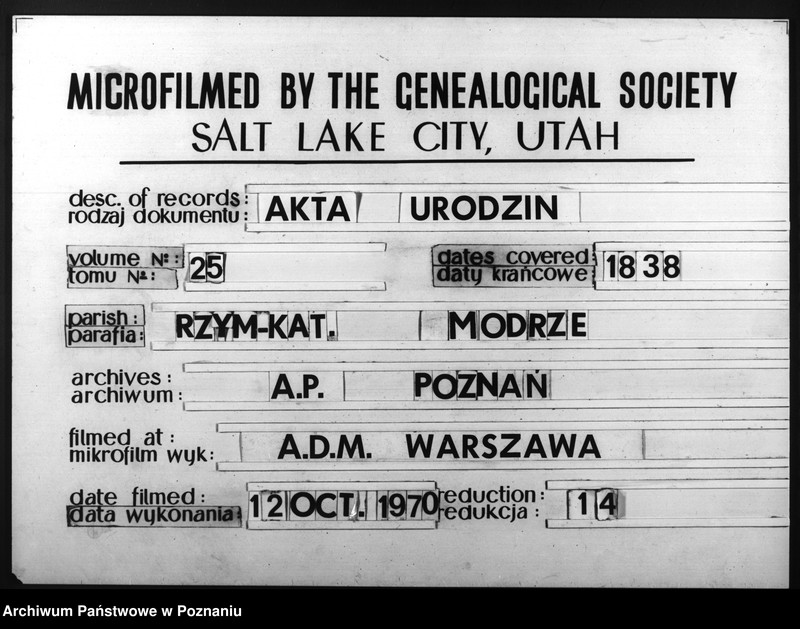 MICROFILMED BY THE GENEALOGICAL SOCIETY
SALT LAKE CITY, UTAH
desc. of records:
rodzaj dokumentu: AKTA URODZIN
volume No:
tomu No: 25
dates covered:
daty krańcowe: 1838
parish:
parafia: RZYM-KAT. MODRZE
archives:
archiwum: A.P. POZNAŃ
filmed at:
mikrofilm wyk: A.D.M. WARSZAWA
date filmed:
data wykonania: 12 OCT. 1970
reduction:
redukcja: 14
Archiwum Państwowe w Poznaniu